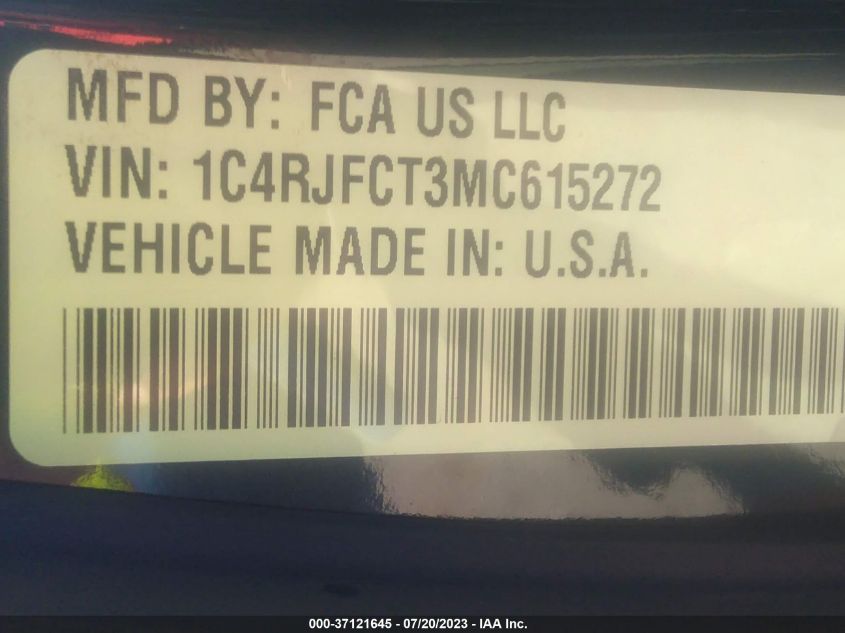 MFD BY: FCA US LLC
VIN: 1C4RJFCT3MC615272
VEHICLE MADE IN: U.S.A.
000-37121645 - 07/20/2023 - IAA Inc.